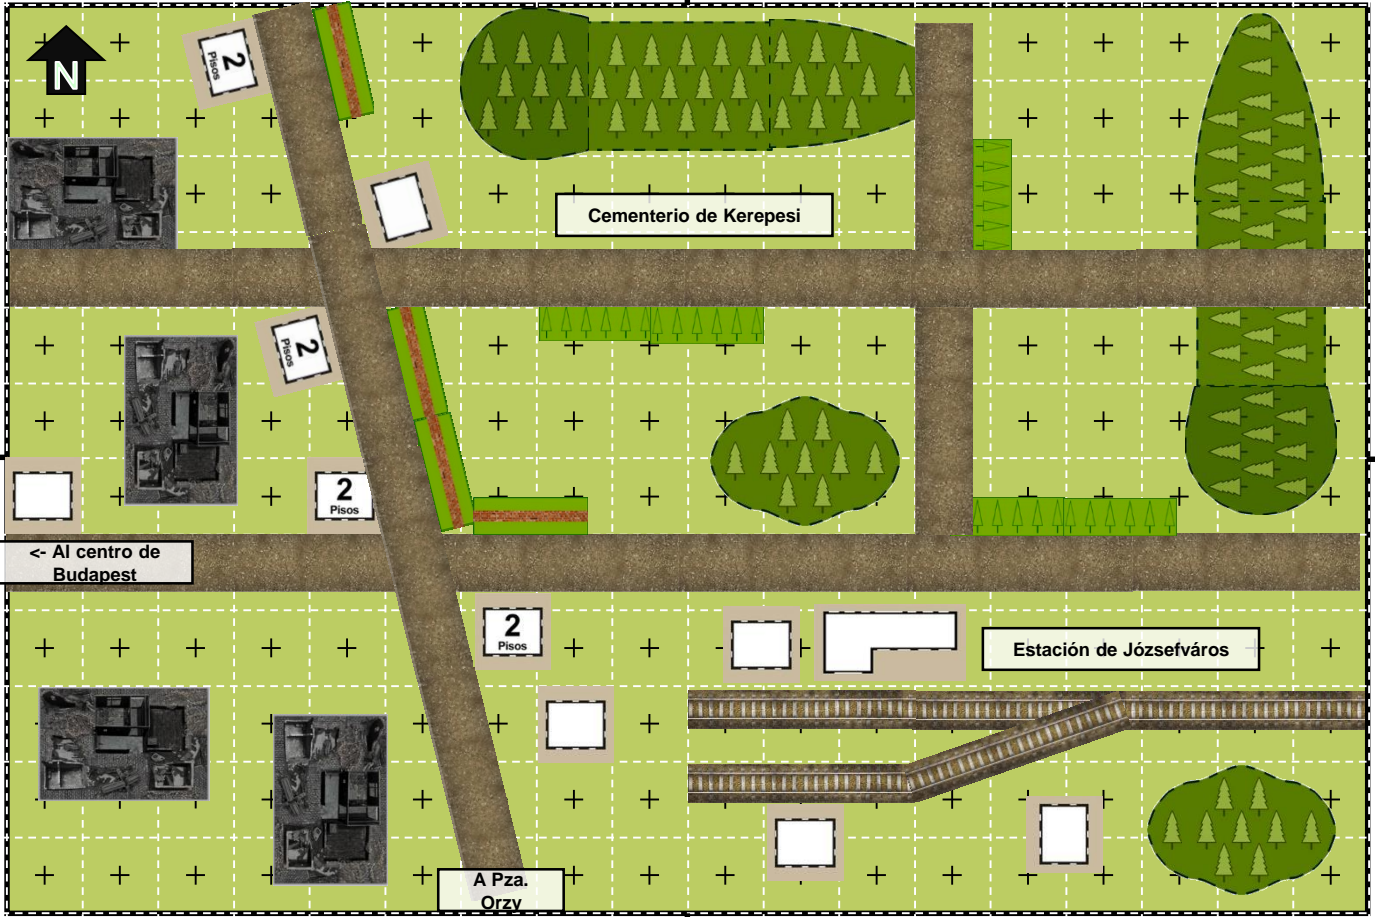 N
2
Pisos
Cementerio de Kerepesi
2
Pisos
2
Pisos
<- Al centro de
Budapest
2
Pisos
Estación de Józsefváros
A Pza.
Orzy